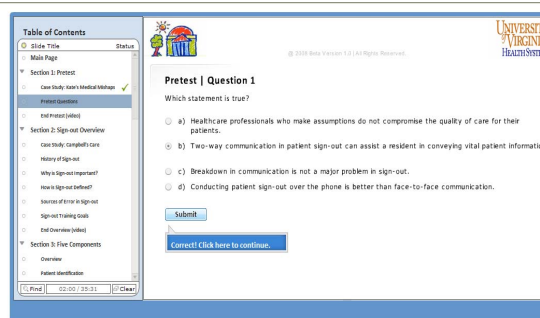 Table of Contents
Slide Title Status
Main Page
Section 1: Pretest
Case Study: Kate's Medical Mishaps
Pretest Questions
End Pretest (video)
Section 2: Sign-out Overview
Case Study: Campbell's Care
History of Sign-out
Why is Sign-out Important?
How is Sign-out Defined?
Sources of Error in Sign-out
Sign-out Training Goals
End Overview (video)
Section 3: Five Components
Overview
Patient Identification
Find 02:00 / 35:31 Clear
@ 2009 Beta Version 1.3 | All Rights Reserved.
UNIVERSI
VIRGIN
HEALTH SYST
Pretest | Question 1
Which statement is true?
a) Healthcare professionals who make assumptions do not compromise the quality of care for their
patients.
b) Two-way communication in patient sign-out can assist a resident in conveying vital patient informati
c) Breakdown in communication is not a major problem in sign-out.
d) Conducting patient sign-out over the phone is better than face-to-face communication.
Submit
Correct! Click here to continue.